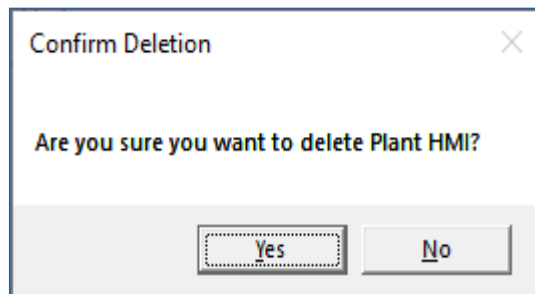 Confirm Deletion
Are you sure you want to delete Plant HMI?
Yes
No